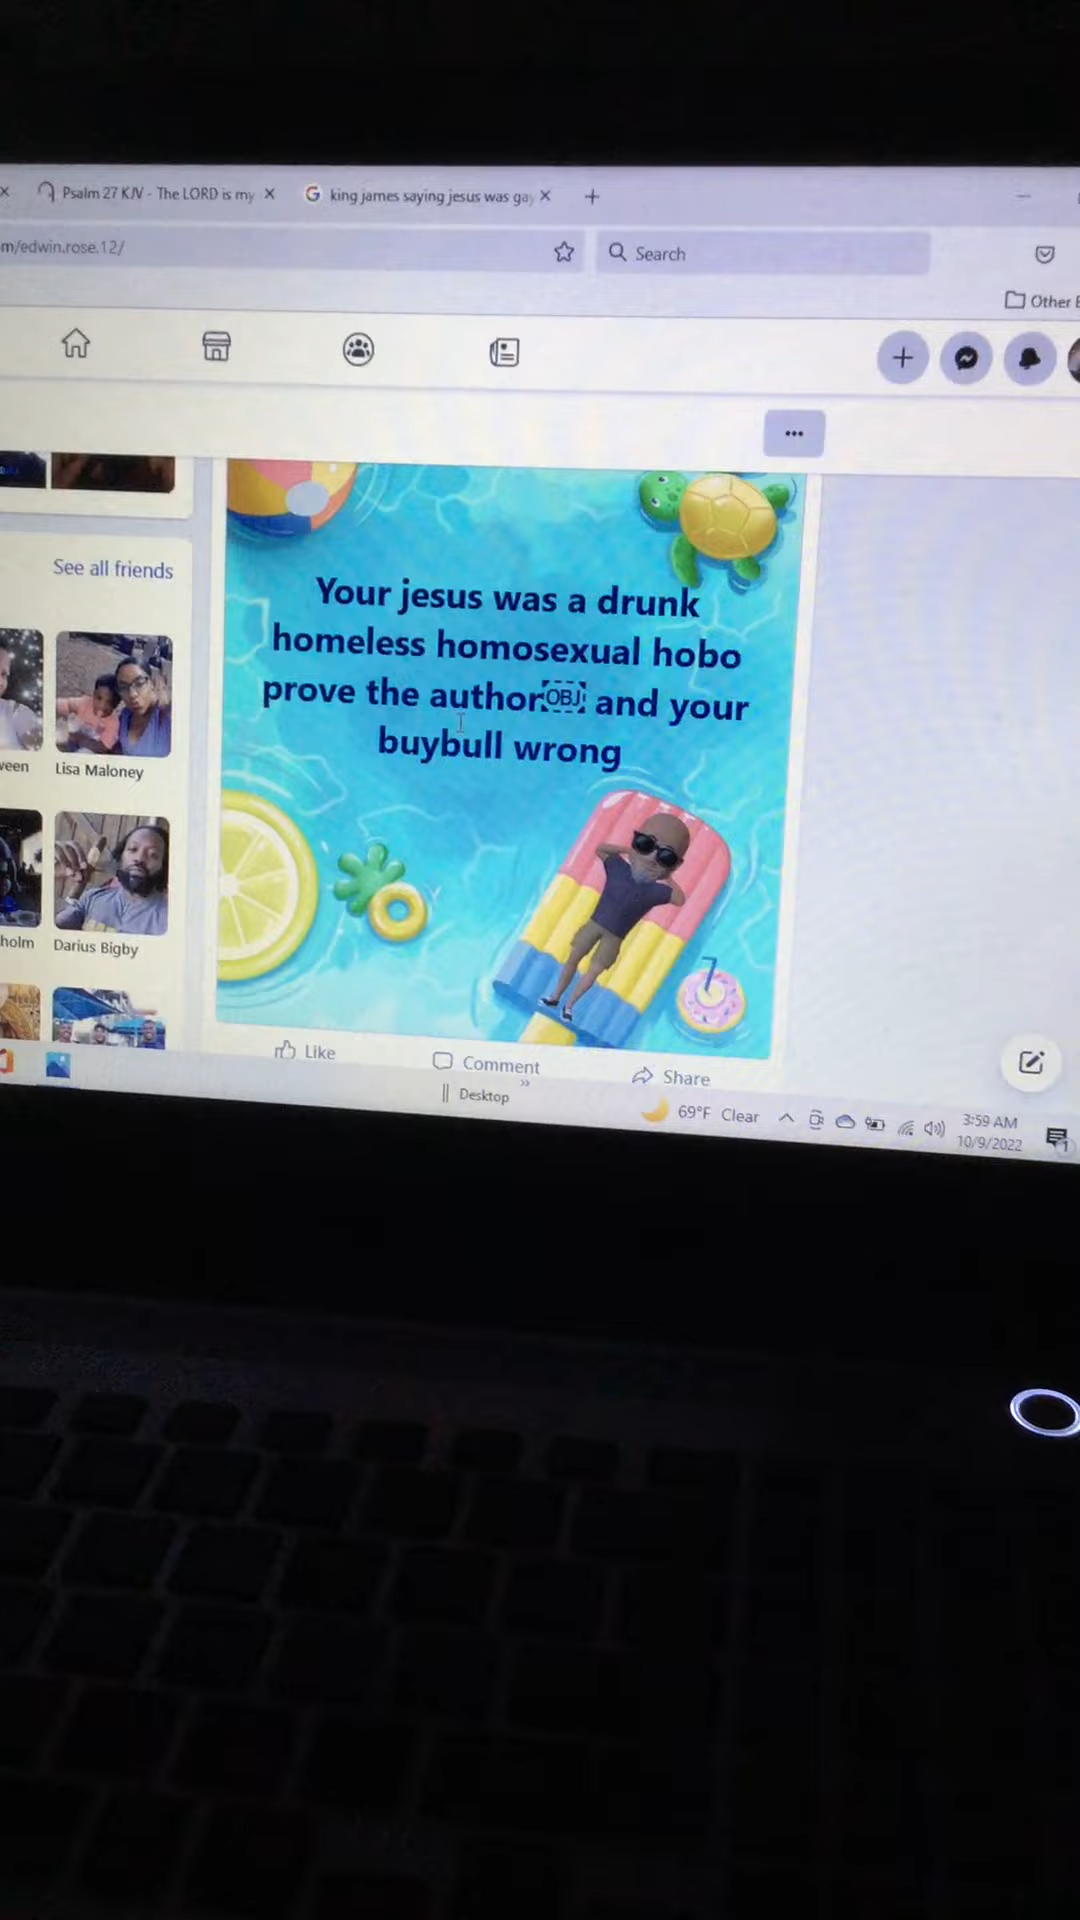 Psalm 27 KJV - The LORD is my
king james saying jesus was gay
m/edwin.rose.12/
Search
Other
See all friends
Your jesus was a drunk
homeless homosexual hobo
prove the author OBJ and your
buybull wrong
Lisa Maloney
holm
Darius Bigby
Like
Comment
Share
Desktop
69°F Clear
3:59 AM
10/9/2022
1